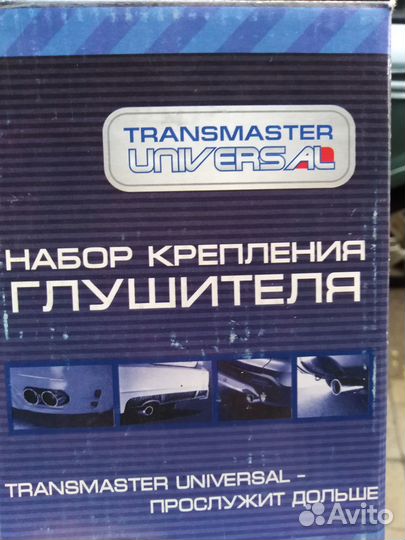 TRANSMASTER
UNIVERSAL
НАБОР КРЕПЛЕНИЯ
ГЛУШИТЕЛЯ
TRANSMASTER UNIVERSAL -
ПРОСЛУЖИТ ДОЛЬШЕ
Avito